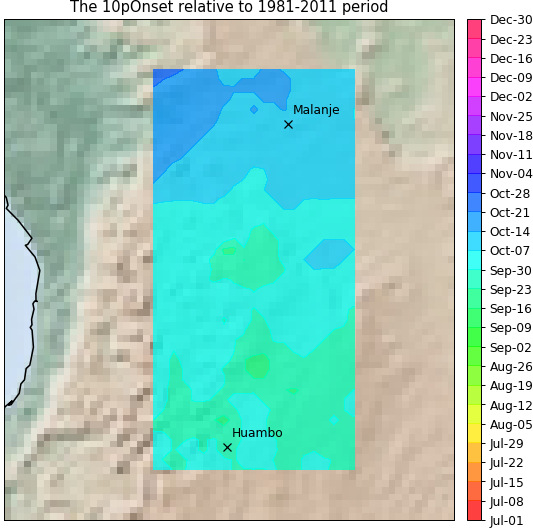 The 10pOnset relative to 1981-2011 period
Malanje
Huambo
Dec-30
Dec-23
Dec-16
Dec-09
Dec-02
Nov-25
Nov-18
Nov-11
Nov-04
Oct-28
Oct-21
Oct-14
Oct-07
Sep-30
Sep-23
Sep-16
Sep-09
Sep-02
Aug-26
Aug-19
Aug-12
Aug-05
Jul-29
Jul-22
Jul-15
Jul-08
Jul-01